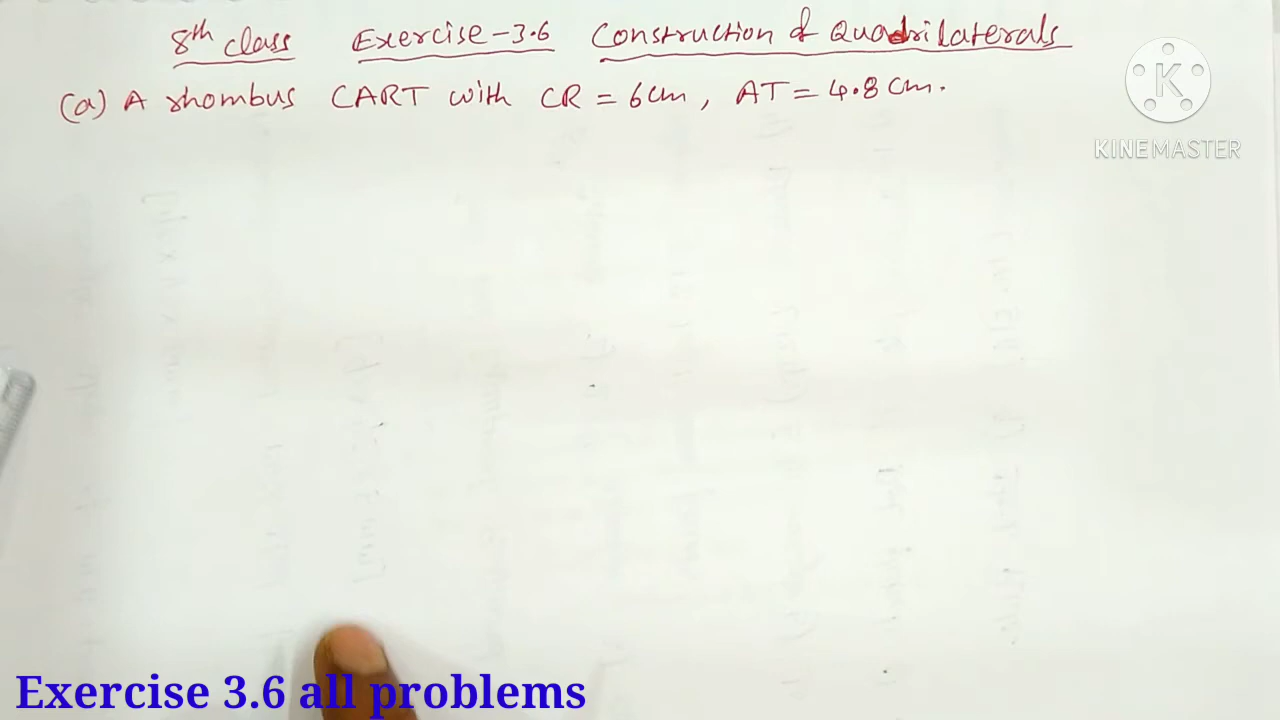 8th class Exercise-3.6 Construction of Quadrilaterals
(a) A rhombus CART with CR = 6cm, AT = 4.8 cm.
KINEMASTER
Exercise 3.6 all problems